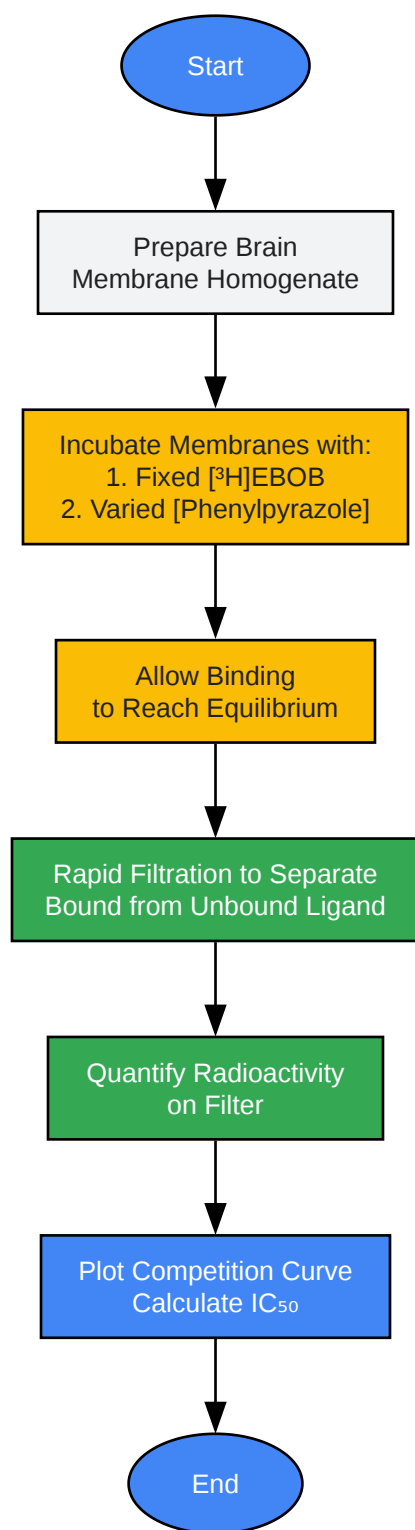 Start
Prepare Brain
Membrane Homogenate
Incubate Membranes with:
1. Fixed [³H]EBOB
2. Varied [Phenylpyrazole]
Allow Binding
to Reach Equilibrium
Rapid Filtration to Separate
Bound from Unbound Ligand
Quantify Radioactivity
on Filter
Plot Competition Curve
Calculate IC₅₀
End